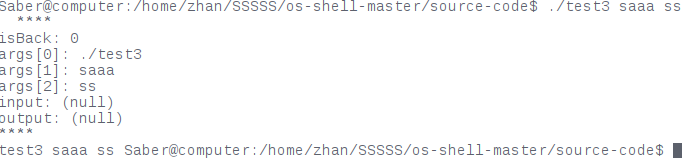 Saber@computer:/home/zhan/SSSSS/os-shell-master/source-code$ ./test3 saaa ss
****
isBack: 0
args[0]: ./test3
args[1]: saaa
args[2]: ss
input: (null)
output: (null)
****
test3 saaa ss Saber@computer:/home/zhan/SSSSS/os-shell-master/source-code$